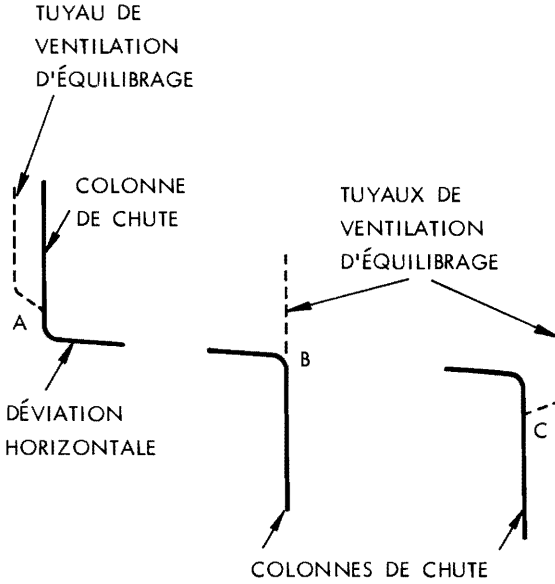 TUYAU DE
VENTILATION
D'ÉQUILIBRAGE
COLONNE
DE CHUTE
TUYAUX DE
VENTILATION
D'ÉQUILIBRAGE
A
B
C
DÉVIATION
HORIZONTALE
COLONNES DE CHUTE